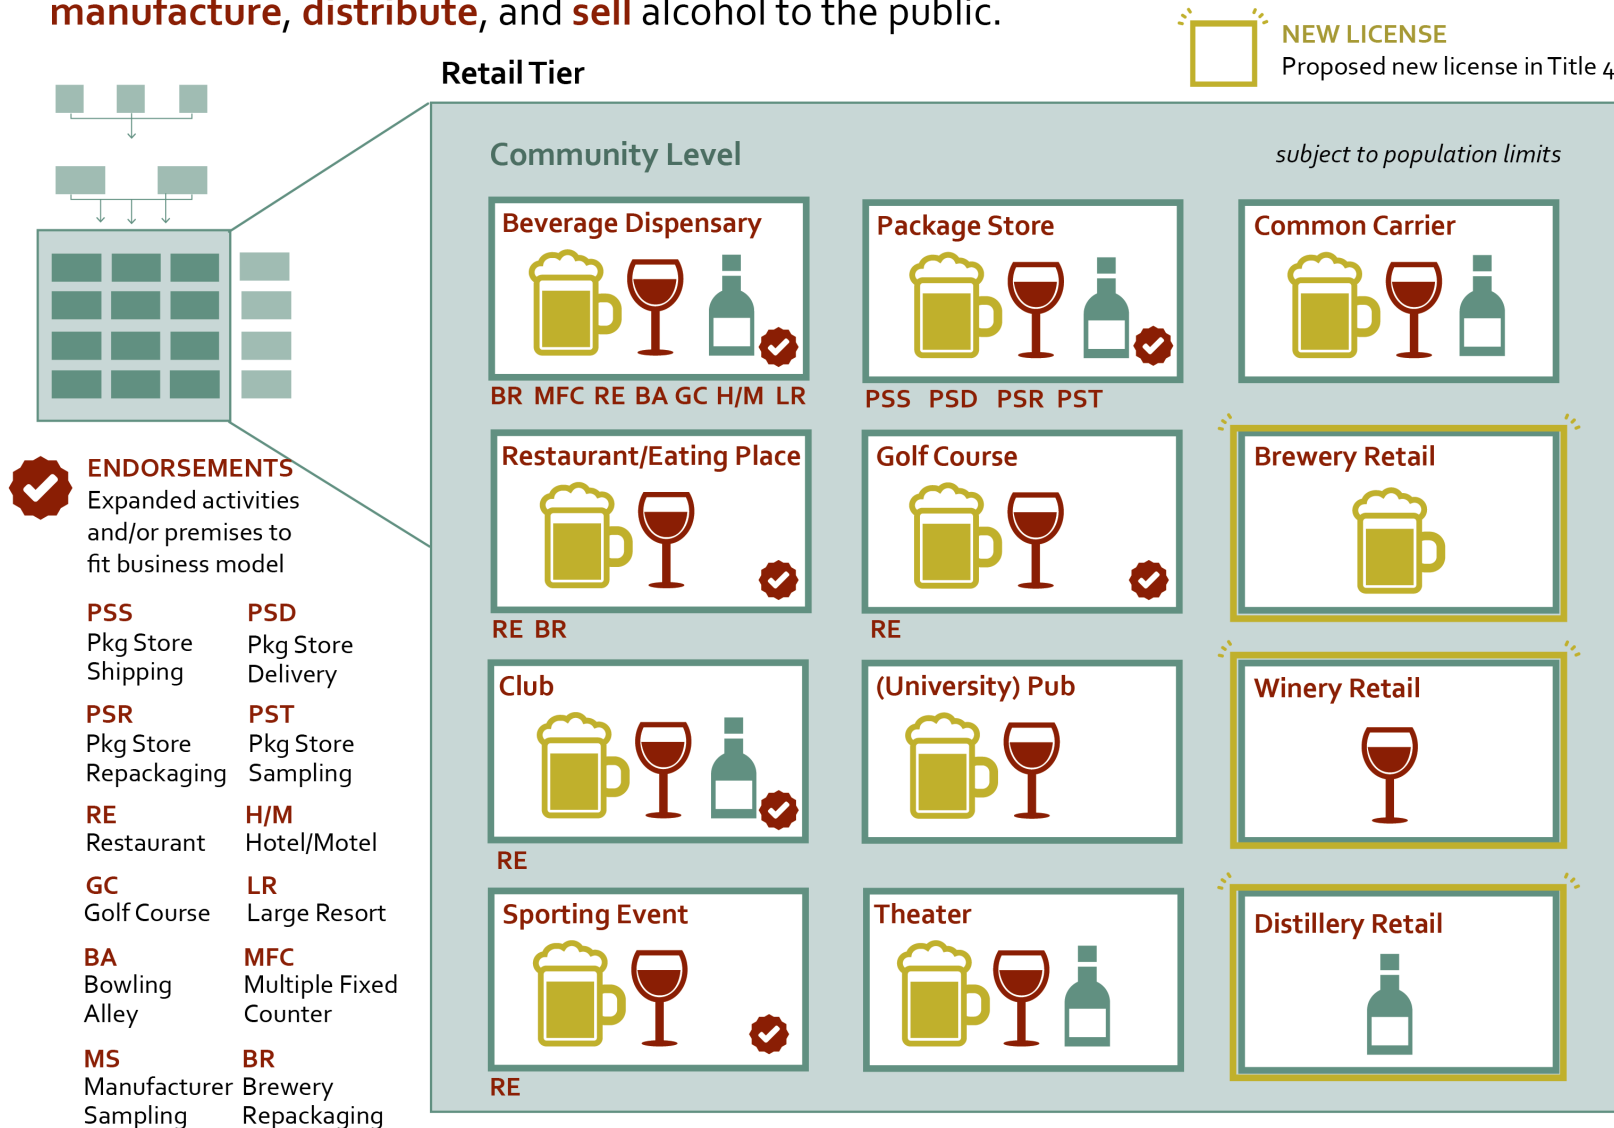 manufacture, distribute, and sell alcohol to the public.
NEW LICENSE
Proposed new license in Title 4
Retail Tier
Community Level
subject to population limits
Beverage Dispensary
BR MFC RE BA GC H/M LR
Package Store
PSS PSD PSR PST
Common Carrier
Restaurant/Eating Place
RE BR
Golf Course
RE
Brewery Retail
Club
RE
(University) Pub
Winery Retail
Sporting Event
RE
Theater
Distillery Retail
ENDORSEMENTS
Expanded activities
and/or premises to
fit business model
PSS
Pkg Store
Shipping
PSD
Pkg Store
Delivery
PSR
Pkg Store
Repackaging
PST
Pkg Store
Sampling
RE
Restaurant
H/M
Hotel/Motel
GC
Golf Course
LR
Large Resort
BA
Bowling
Alley
MFC
Multiple Fixed
Counter
MS
Manufacturer
Sampling
BR
Brewery
Repackaging